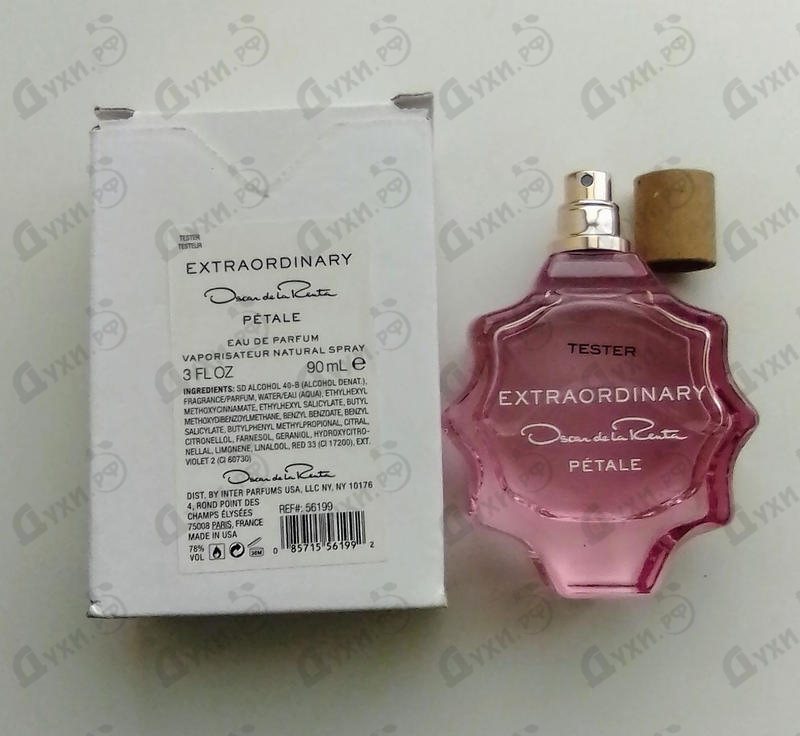 TESTER
TESTEUR
EXTRAORDINARY
Oscar de la Renta
PÉTALE
EAU DE PARFUM
VAPORISATEUR NATURAL SPRAY
3 FL OZ 90 mL e
INGREDIENTS: SD ALCOHOL 40-B (ALCOHOL DENAT.),
FRAGRANCE/PARFUM, WATER/EAU (AQUA), ETHYLHEXYL
METHOXYCINNAMATE, ETHYLHEXYL SALICYLATE, BUTYL
METHOXYDIBENZOYLMETHANE, BENZYL BENZOATE, BENZYL
SALICYLATE, BUTYLPHENYL METHYLPROPIONAL, CITRAL,
CITRONELLOL, FARNESOL, GERANIOL, HYDROXYCITRO-
NELLAL, LIMONENE, LINALOOL, RED 33 (CI 17200), EXT.
VIOLET 2 (CI 60730)
Oscar de la Renta
DIST. BY INTER PARFUMS USA, LLC NY, NY 10176
4, ROND POINT DES
CHAMPS ÉLYSÉES
75008 PARIS, FRANCE
MADE IN USA
78%
VOL
36M
REF#: 56199
0 85715 56199 2
TESTER
EXTRAORDINARY
Oscar de la Renta
PÉTALE
Духи.рф